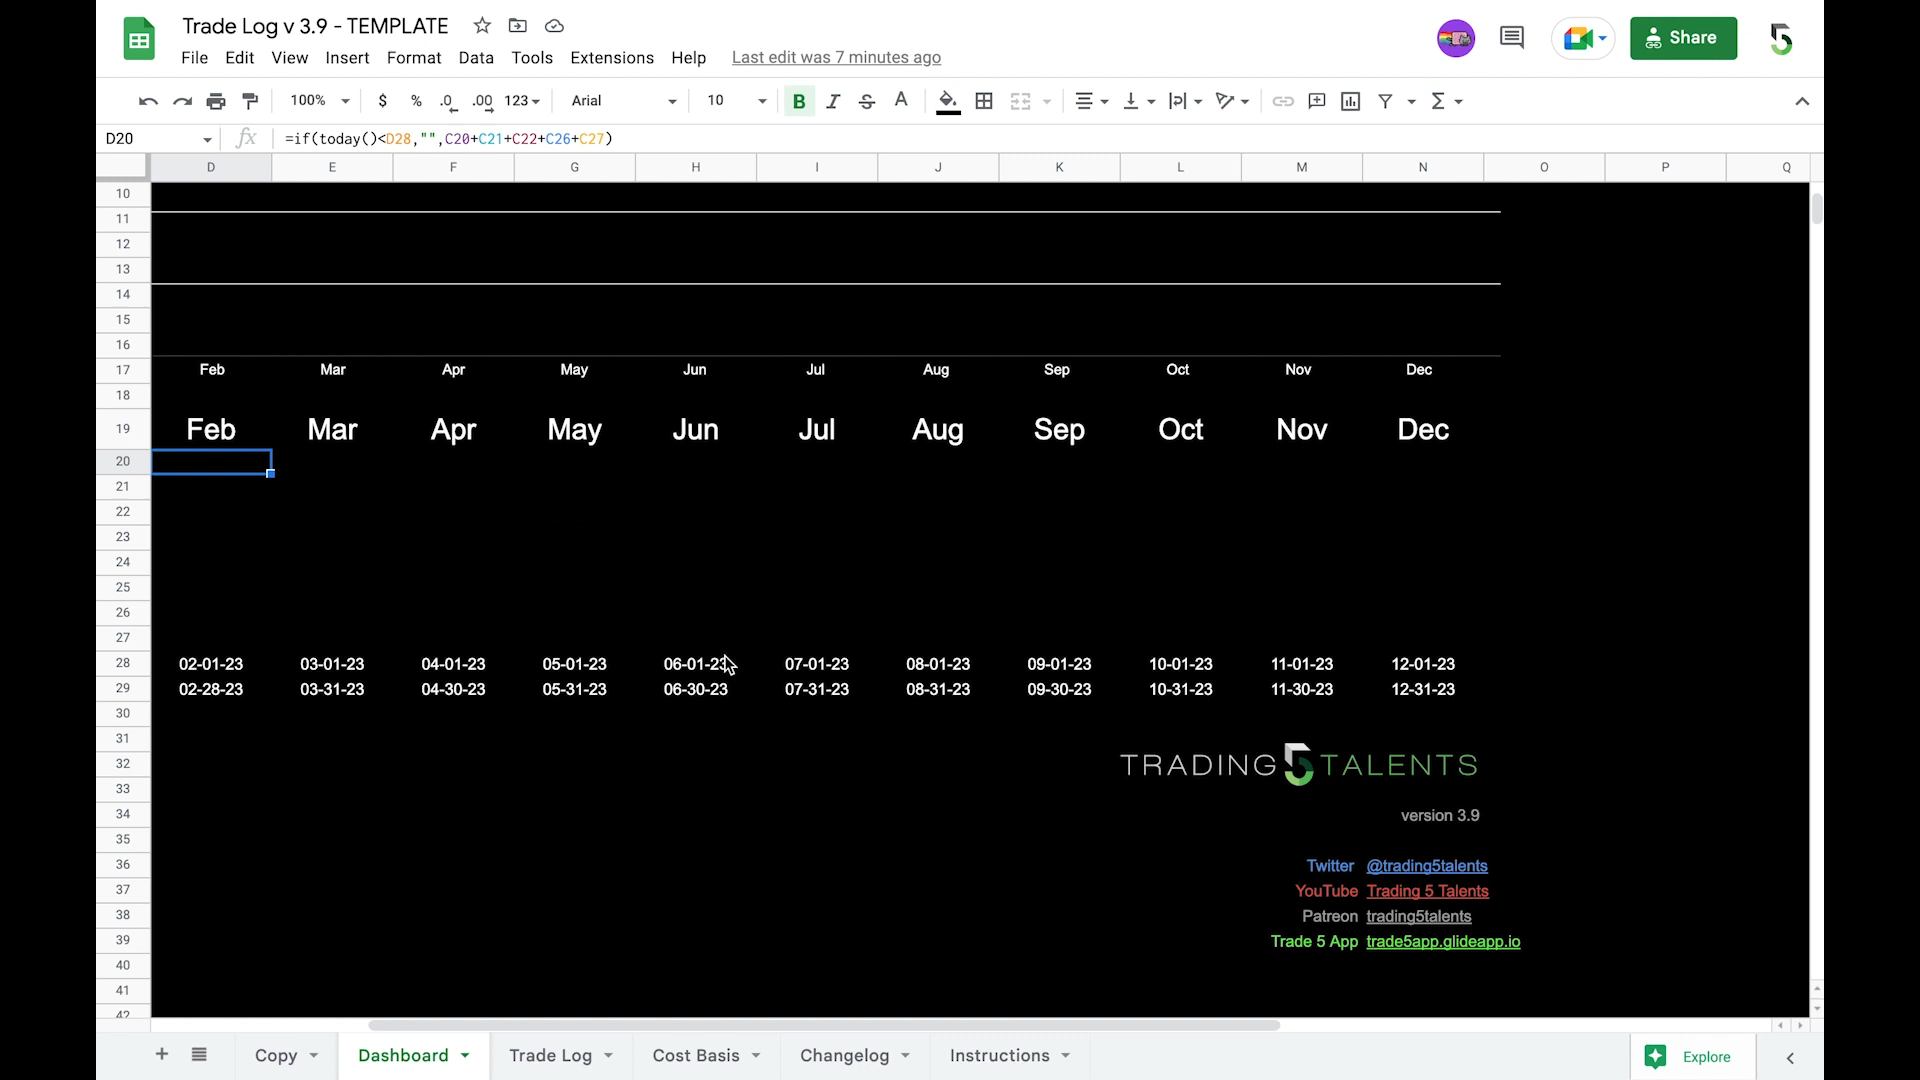 Trade Log v 3.9 - TEMPLATE
File Edit View Insert Format Data Tools Extensions Help Last edit was 7 minutes ago
Share
100% $ % .0 .00 123 Arial 10 B I S A Σ
D20 fx =if(today()<D28,"",C20+C21+C22+C26+C27)
D E F G H I J K L M N O P Q
10
11
12
13
14
15
16
17 Feb Mar Apr May Jun Jul Aug Sep Oct Nov Dec
18
19 Feb Mar Apr May Jun Jul Aug Sep Oct Nov Dec
20
21
22
23
24
25
26
27
28 02-01-23 03-01-23 04-01-23 05-01-23 06-01-23 07-01-23 08-01-23 09-01-23 10-01-23 11-01-23 12-01-23
29 02-28-23 03-31-23 04-30-23 05-31-23 06-30-23 07-31-23 08-31-23 09-30-23 10-31-23 11-30-23 12-31-23
30
31
32 TRADING 5 TALENTS
33
34 version 3.9
35
36 Twitter @trading5talents
37 YouTube Trading 5 Talents
38 Patreon trading5talents
39 Trade 5 App trade5app.glideapp.io
40
41
42
+ Copy Dashboard Trade Log Cost Basis Changelog Instructions Explore